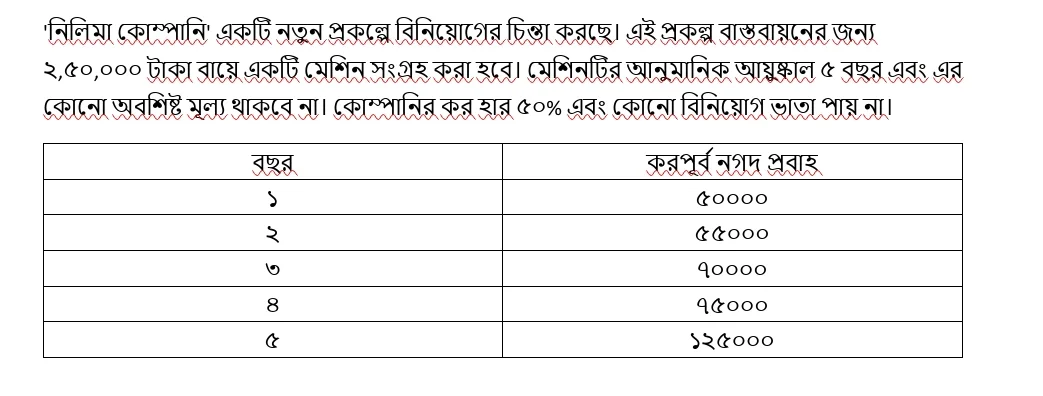 'নিলিমা কোম্পানি' একটি নতুন প্রকল্পে বিনিয়োগের চিন্তা করছে। এই প্রকল্প বাস্তবায়নের জন্য
২,৫০,০০০ টাকা ব্যয়ে একটি মেশিন সংগ্রহ করা হবে। মেশিনটির আনুমানিক আয়ুষ্কাল ৫ বছর এবং এর
কোনো অবশিষ্ট মূল্য থাকবে না। কোম্পানির কর হার ৫০% এবং কোনো বিনিয়োগ ভাতা পায় না।
বছর করপূর্ব নগদ প্রবাহ
১ ৫০০০০
২ ৫৫০০০
৩ ৭০০০০
৪ ৭৫০০০
৫ ১২৫০০০